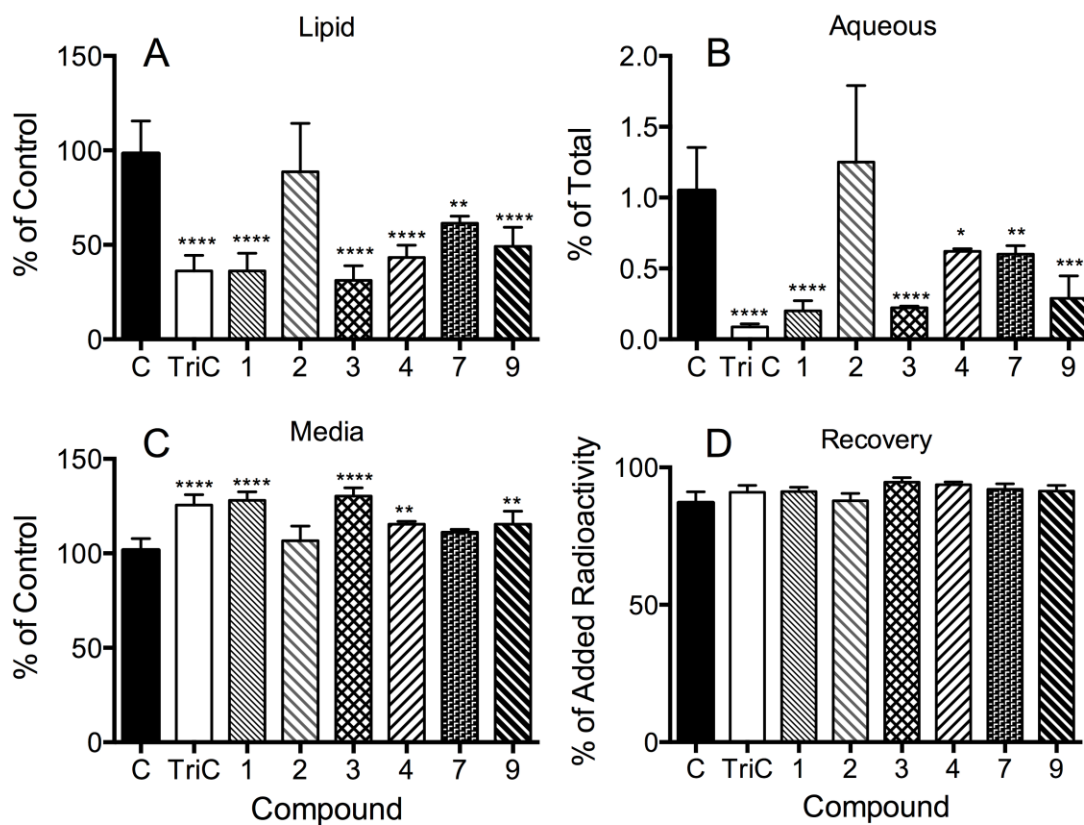 A
Lipid
% of Control
150
100
50
0
****
****
****
****
**
****
C TriC 1 2 3 4 7 9
B
Aqueous
% of Total
2.0
1.5
1.0
0.5
0.0
****
****
****
*
**
***
C Tri C 1 2 3 4 7 9
C
Media
% of Control
150
100
50
0
****
****
****
**
**
C TriC 1 2 3 4 7 9
Compound
D
Recovery
% of Added Radioactivity
100
50
0
C TriC 1 2 3 4 7 9
Compound